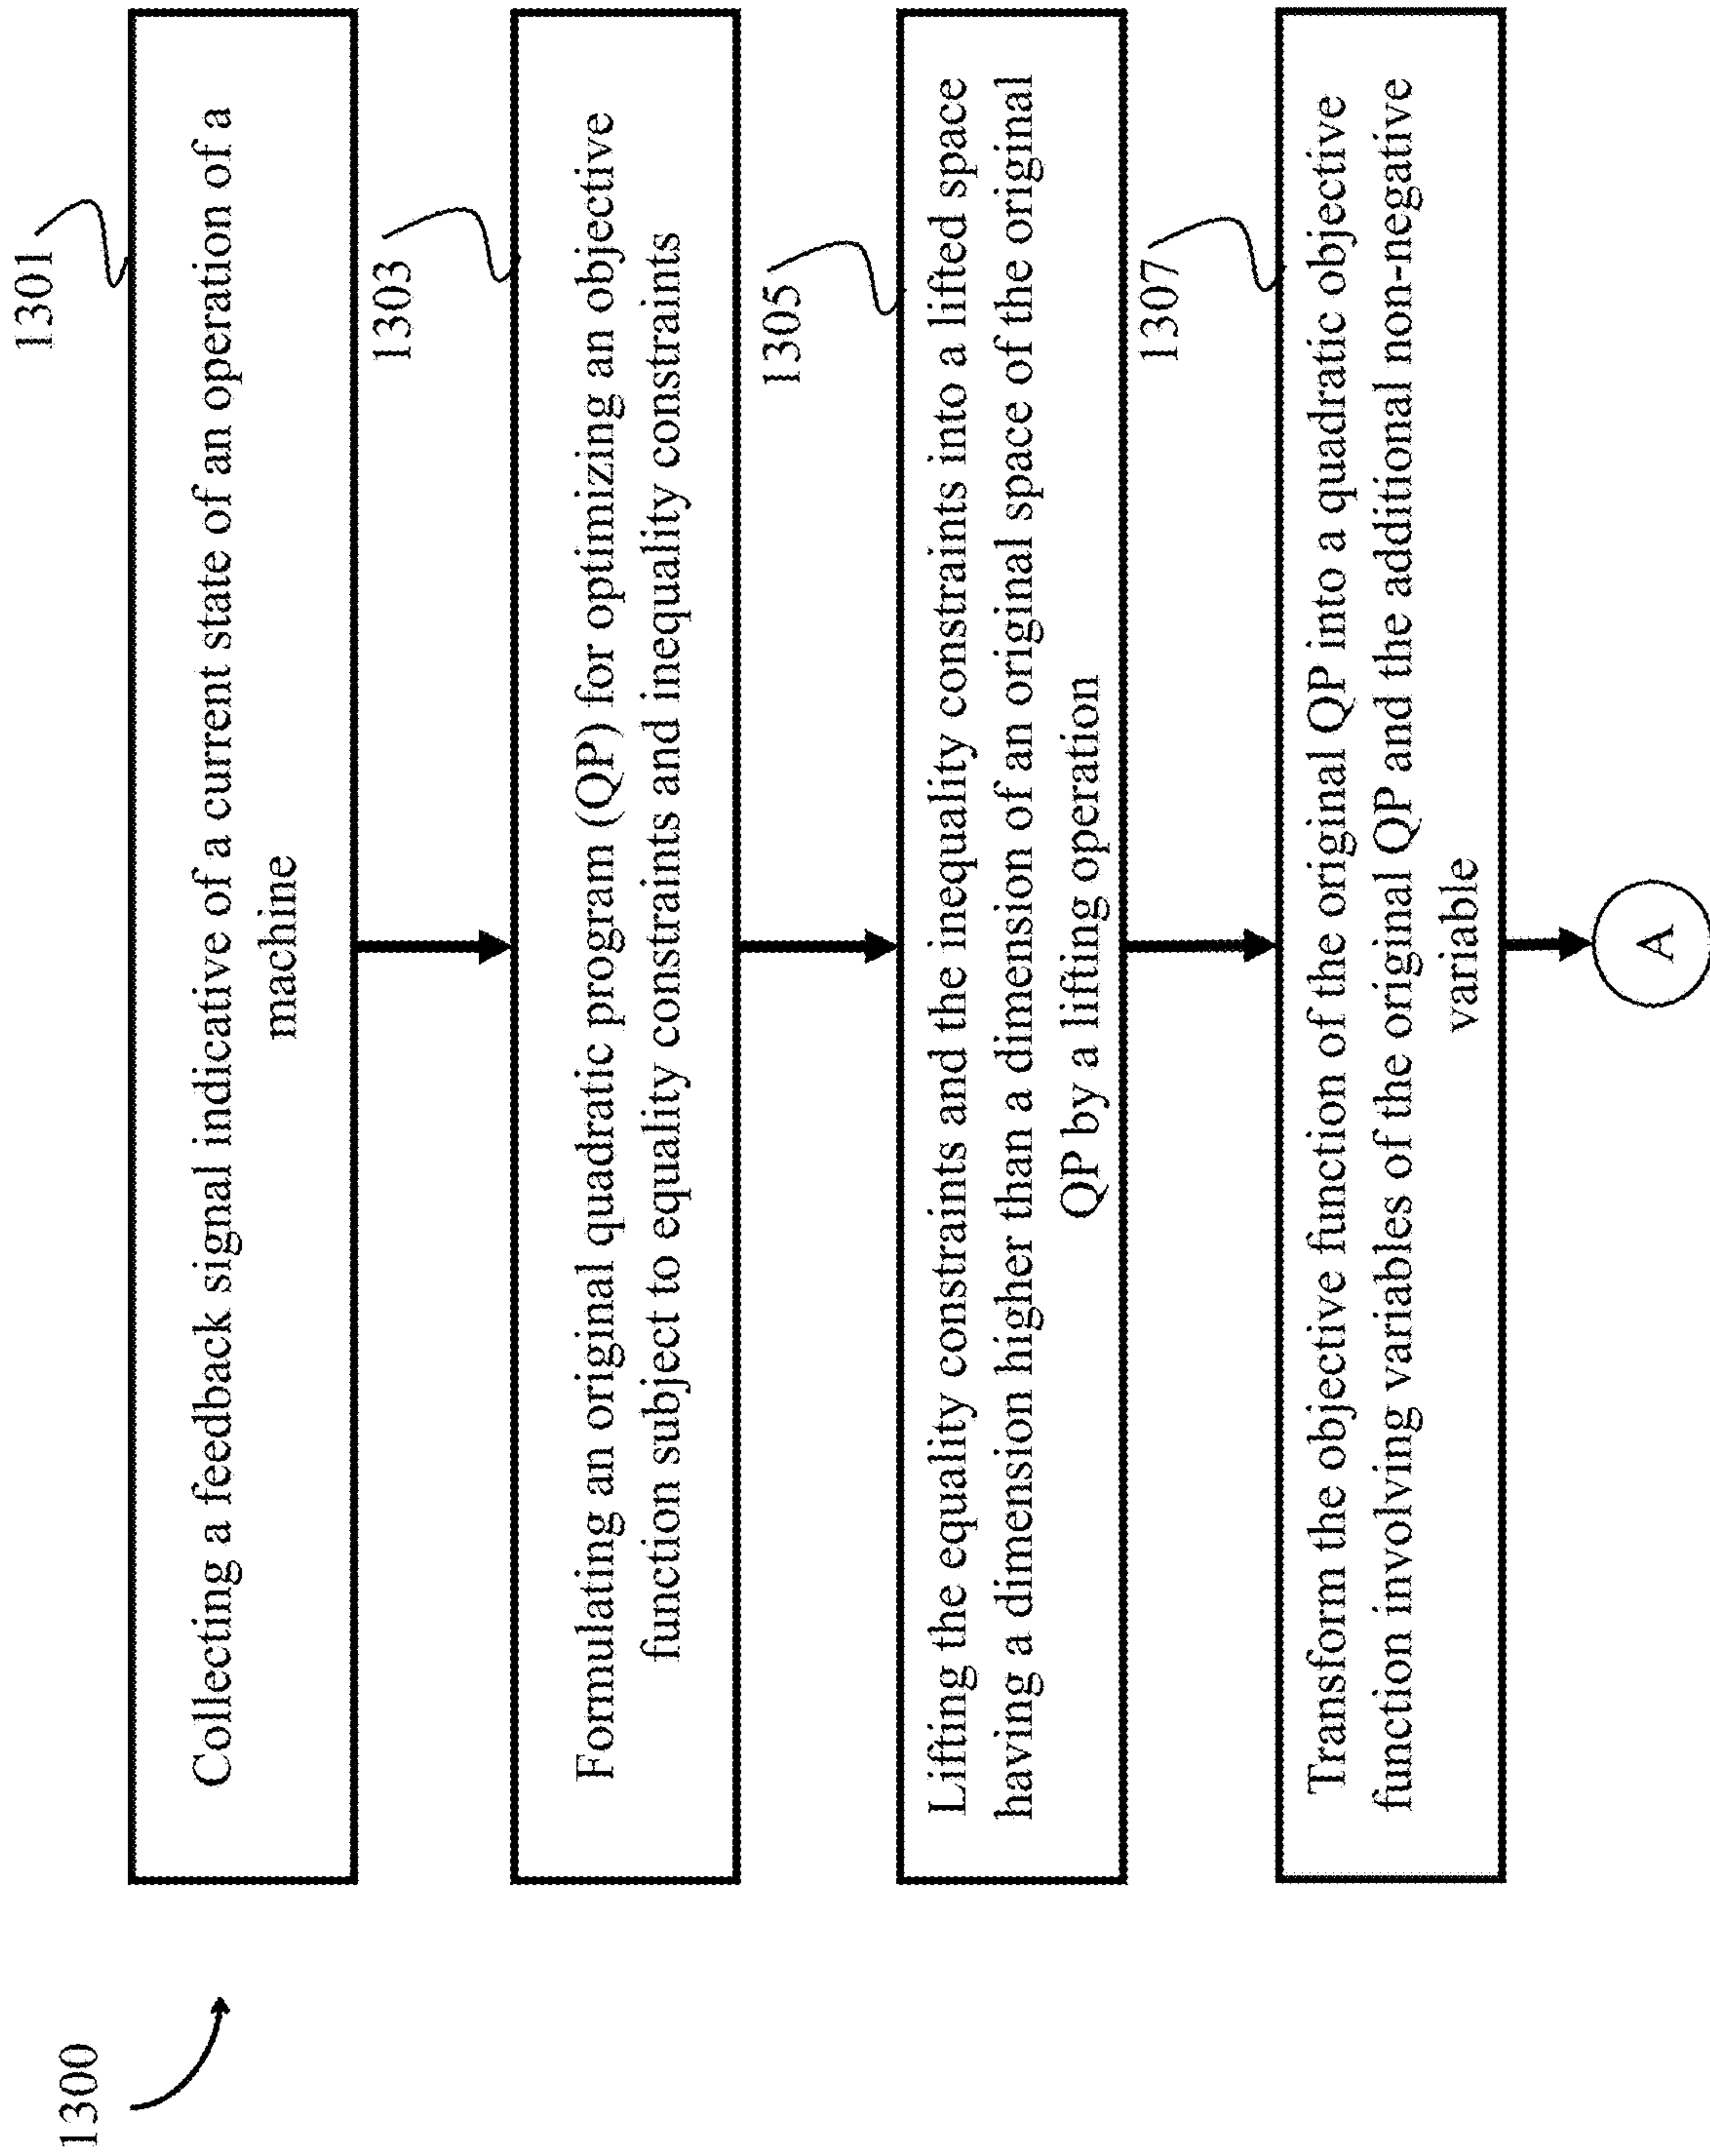 1300
1301
Collecting a feedback signal indicative of a current state of an operation of a
machine
1303
Formulating an original quadratic program (QP) for optimizing an objective
function subject to equality constraints and inequality constraints
1305
Lifting the equality constraints and the inequality constraints into a lifted space
having a dimension higher than a dimension of an original space of the original
QP by a lifting operation
1307
Transform the objective function of the original QP into a quadratic objective
function involving variables of the original QP and the additional non-negative
variable
A